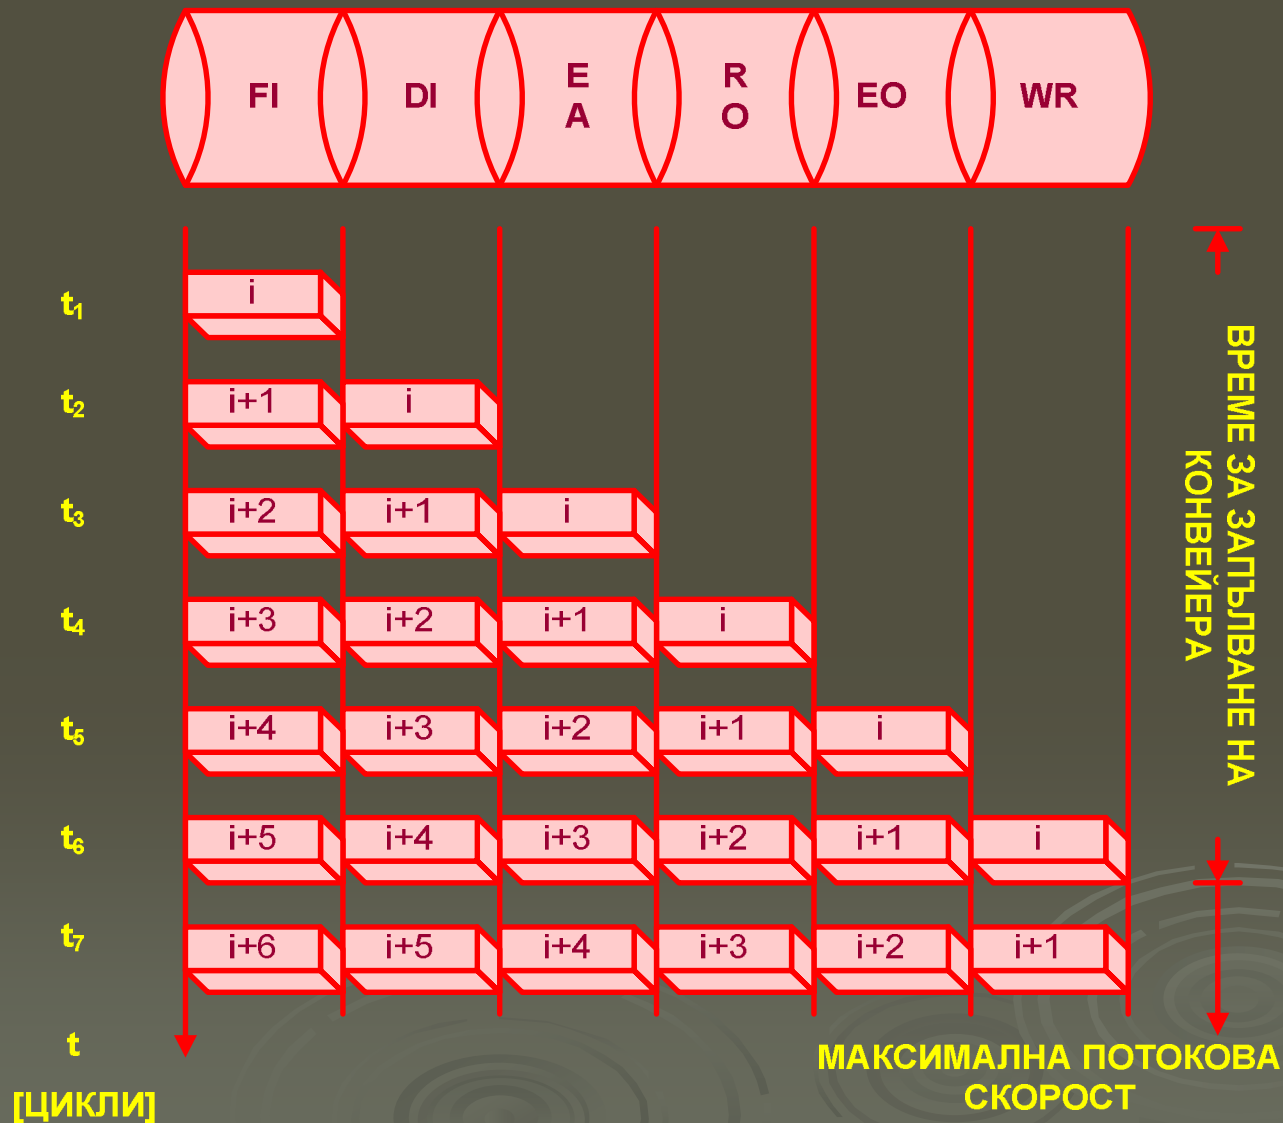 FI DI E A R O EO WR
t1 i
t2 i+1 i
t3 i+2 i+1 i
t4 i+3 i+2 i+1 i
t5 i+4 i+3 i+2 i+1 i
t6 i+5 i+4 i+3 i+2 i+1 i
t7 i+6 i+5 i+4 i+3 i+2 i+1
t
[ЦИКЛИ]
ВРЕМЕ ЗА ЗАПЪЛВАНЕ НА
КОНВЕЙЕРА
МАКСИМАЛНА ПОТОКОВА
СКОРОСТ